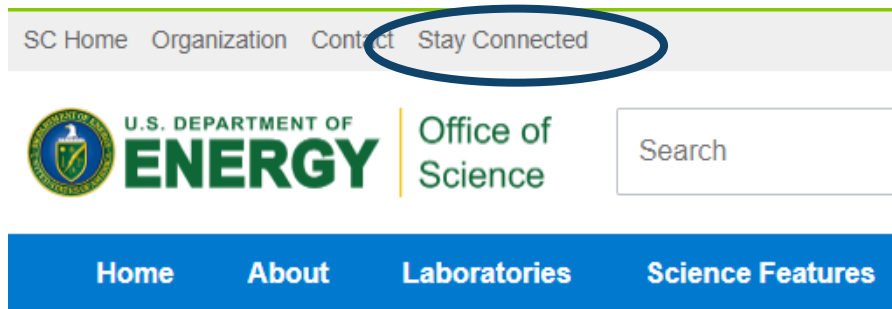 SC Home Organization Contact Stay Connected
U.S. DEPARTMENT OF
ENERGY
Office of
Science
Search
Home About Laboratories Science Features